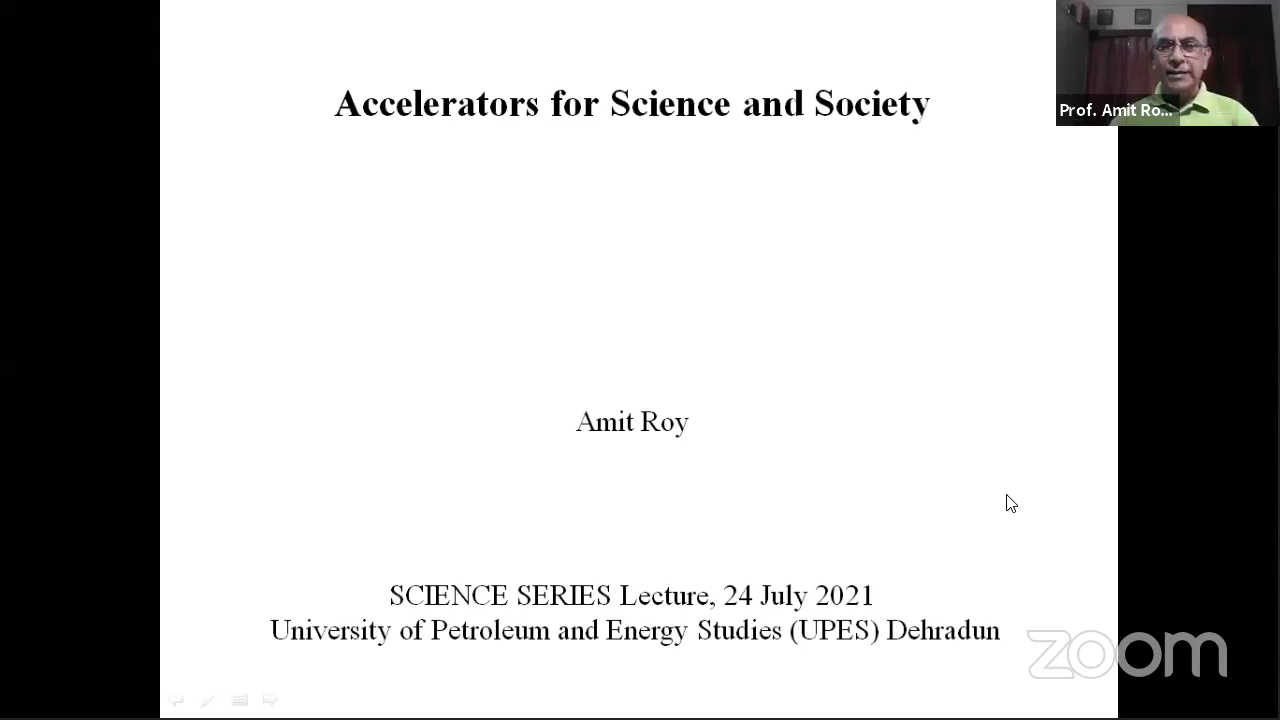 Accelerators for Science and Society
Prof. Amit Ro...
Amit Roy
SCIENCE SERIES Lecture, 24 July 2021
University of Petroleum and Energy Studies (UPES) Dehradun
zoom